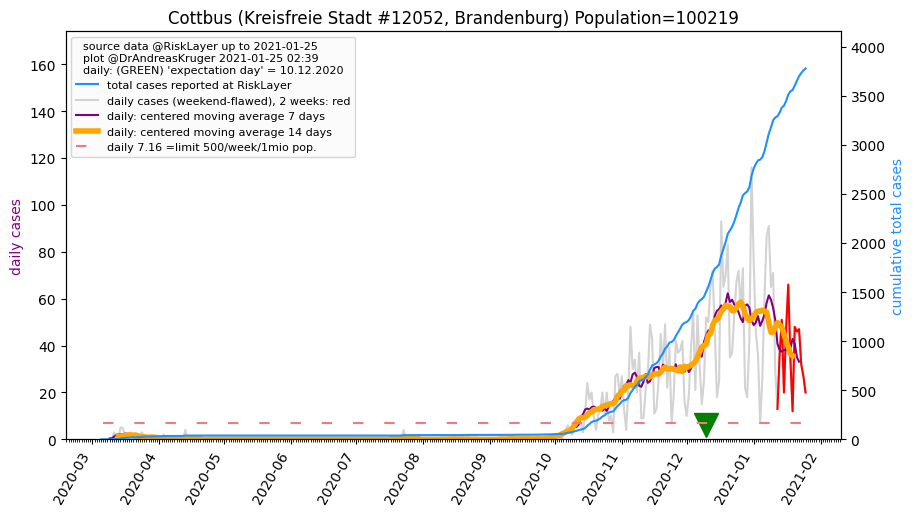 Cottbus (Kreisfreie Stadt #12052, Brandenburg) Population=100219
source data @RiskLayer up to 2021-01-25
plot @DrAndreasKruger 2021-01-25 02:39
daily: (GREEN) 'expectation day' = 10.12.2020
total cases reported at RiskLayer
daily cases (weekend-flawed), 2 weeks: red
daily: centered moving average 7 days
daily: centered moving average 14 days
daily 7.16 =limit 500/week/1mio pop.
daily cases
160
140
120
100
80
60
40
20
0
cumulative total cases
4000
3500
3000
2500
2000
1500
1000
500
0
2020-03
2020-04
2020-05
2020-06
2020-07
2020-08
2020-09
2020-10
2020-11
2020-12
2021-01
2021-02